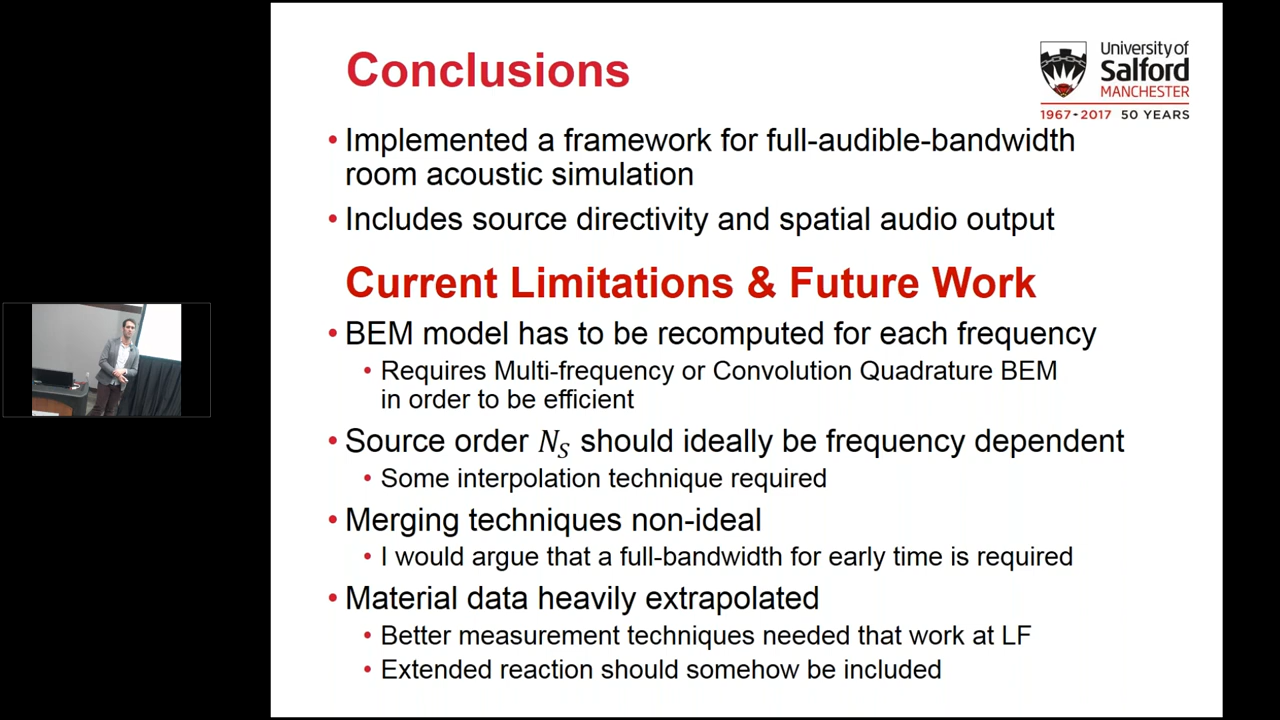 Conclusions
University of
Salford
MANCHESTER
1967-2017 50 YEARS
• Implemented a framework for full-audible-bandwidth
room acoustic simulation
• Includes source directivity and spatial audio output
Current Limitations & Future Work
• BEM model has to be recomputed for each frequency
• Requires Multi-frequency or Convolution Quadrature BEM
in order to be efficient
• Source order N_S should ideally be frequency dependent
• Some interpolation technique required
• Merging techniques non-ideal
• I would argue that a full-bandwidth for early time is required
• Material data heavily extrapolated
• Better measurement techniques needed that work at LF
• Extended reaction should somehow be included